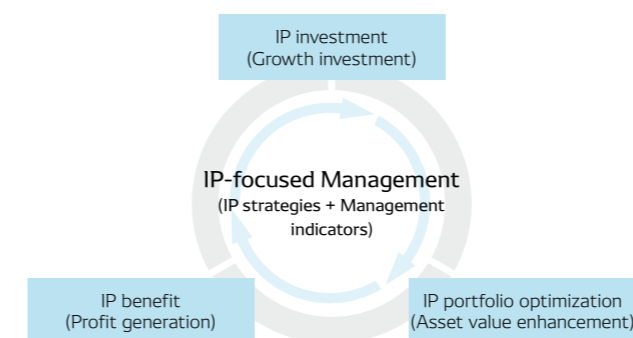 IP investment
(Growth investment)
IP-focused Management
(IP strategies + Management
indicators)
IP benefit
(Profit generation)
IP portfolio optimization
(Asset value enhancement)